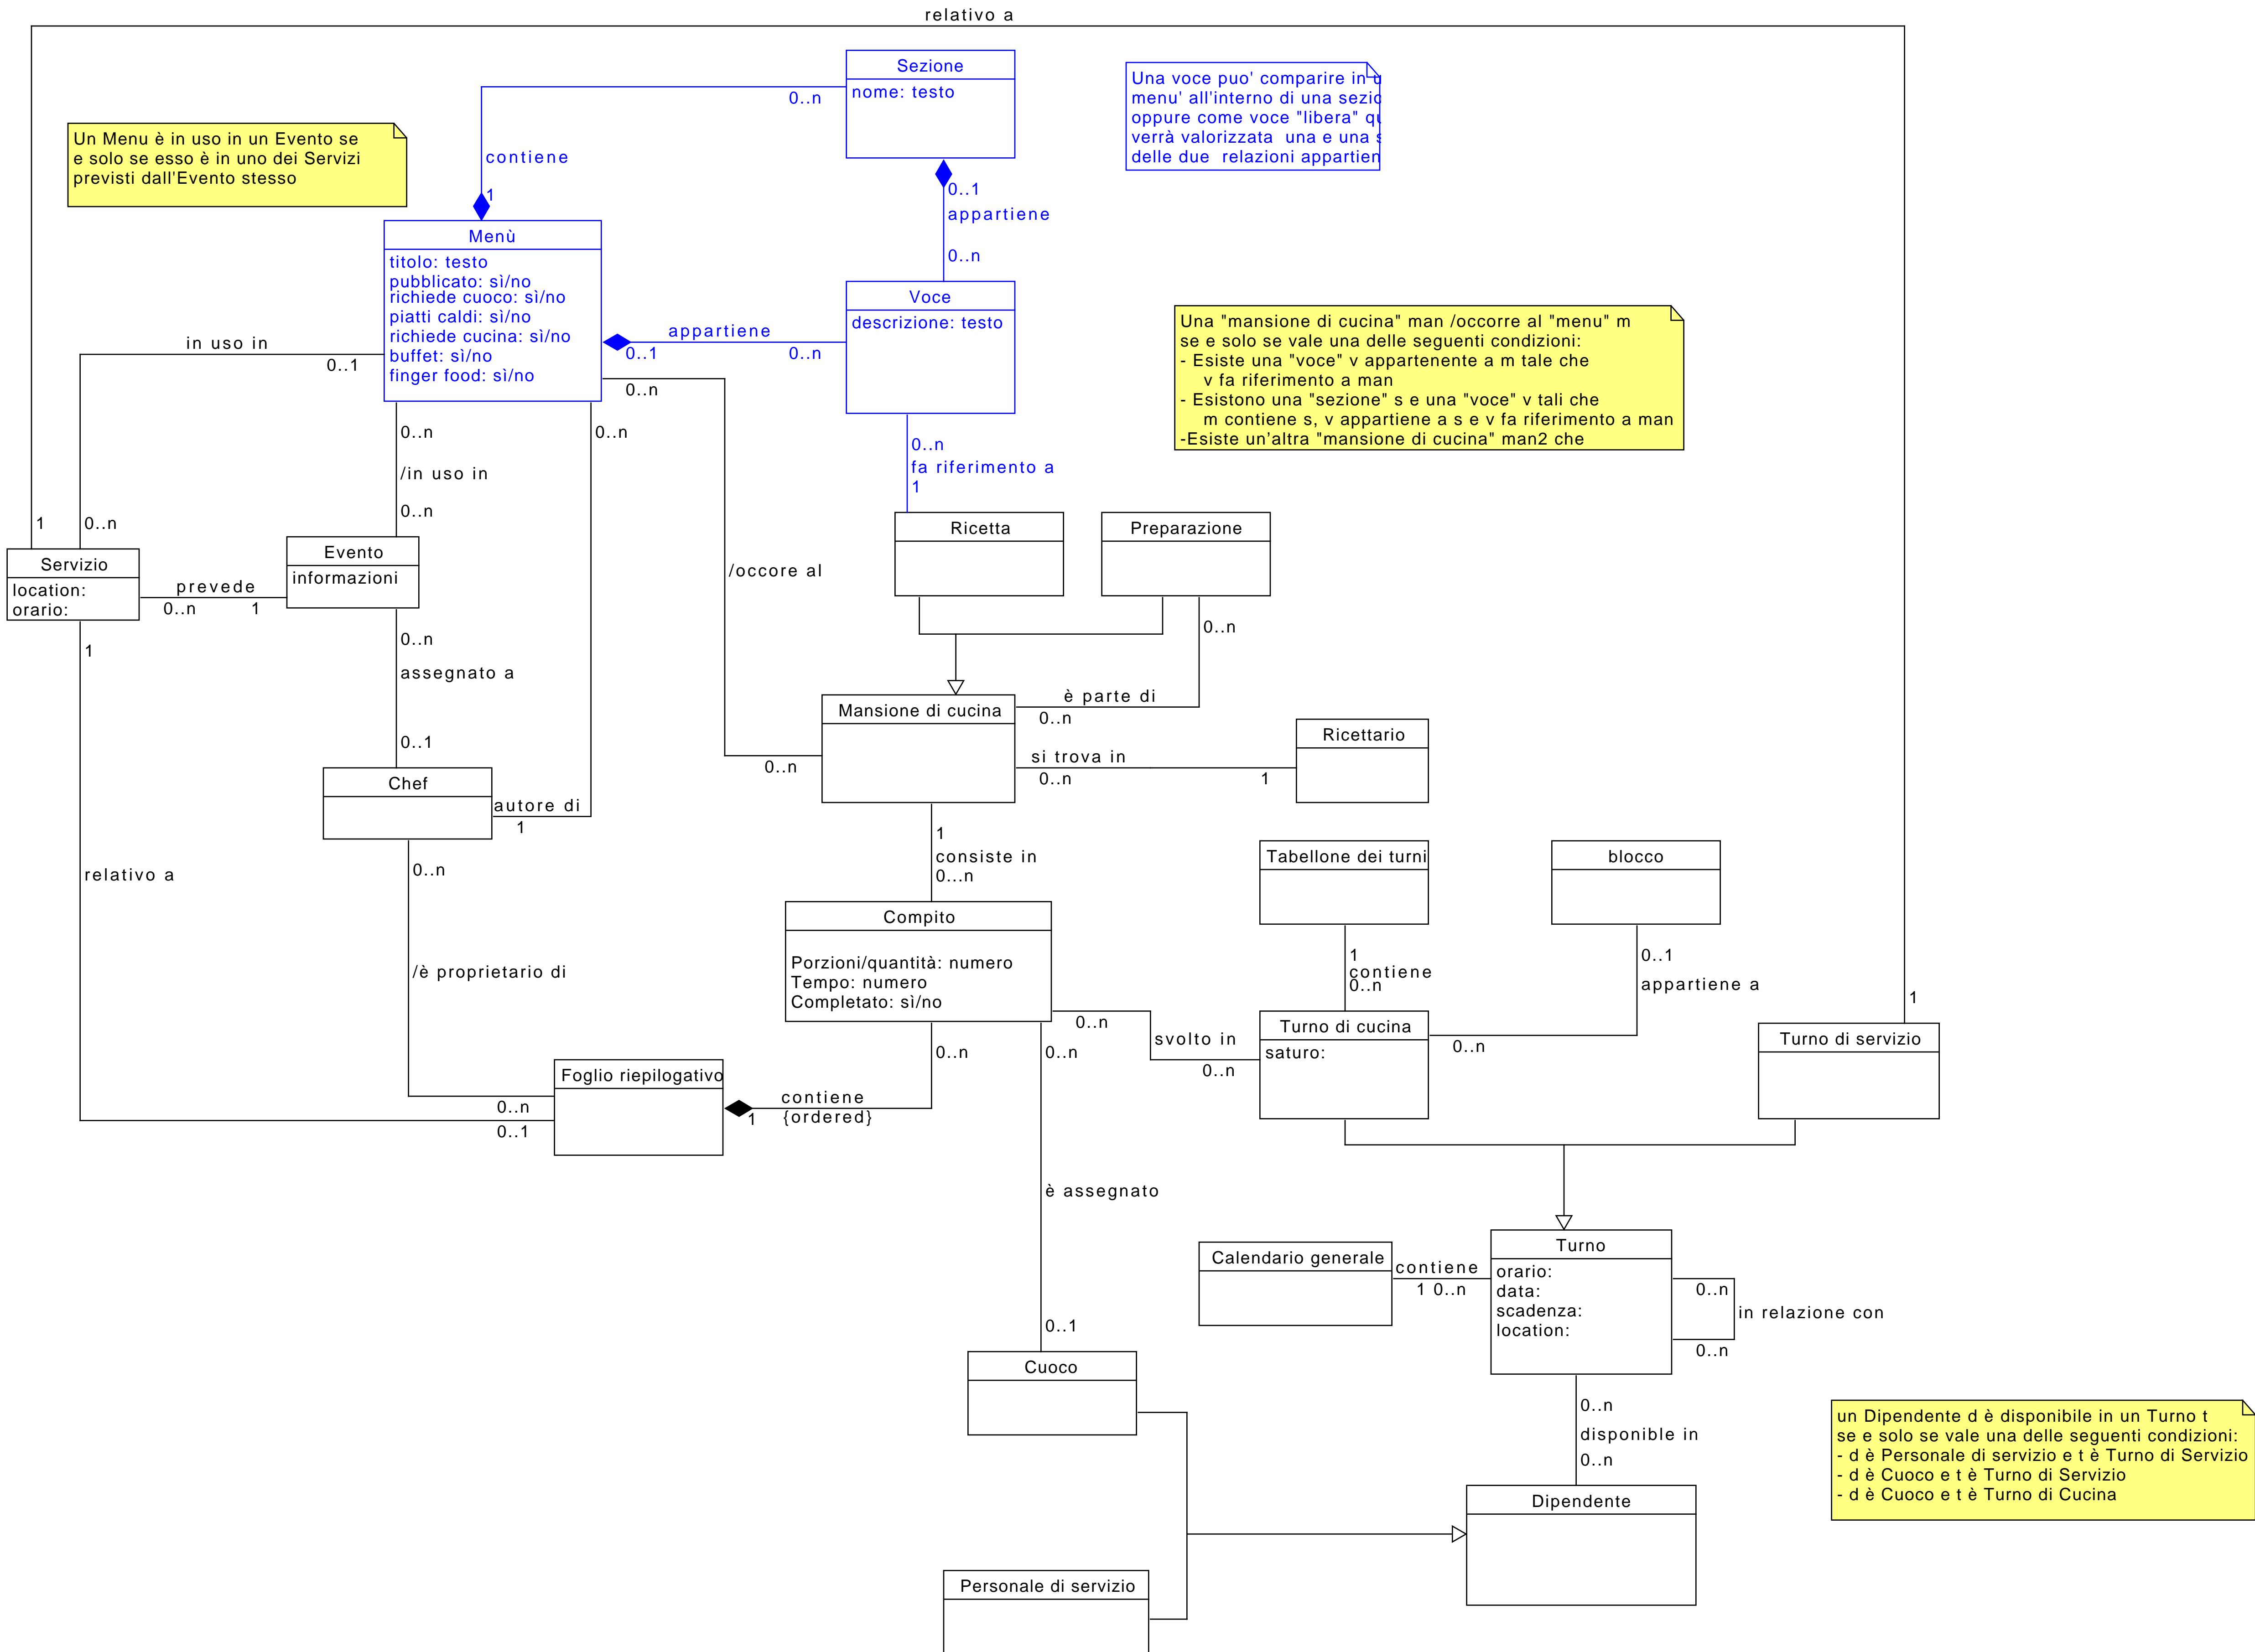 relativo a
Sezione
nome: testo
0..n
contiene
1
Una voce puo' comparire in
menu' all'interno di una
oppure come voce "libera"
verrà valorizzata una e una
delle due relazioni
Un Menu è in uso in un Evento se
e solo se esso è in uno dei Servizi
previsti dall'Evento stesso
0..1
appartiene
0..n
Menù
titolo: testo
pubblicato: sì/no
richiede cuoco: sì/no
piatti caldi: sì/no
richiede cucina: sì/no
buffet: sì/no
finger food: sì/no
Voce
descrizione: testo
appartiene
0..1
0..n
in uso in
0..1
0..n
Una "mansione di cucina" man /occorre al "menu" m
se e solo se vale una delle seguenti condizioni:
- Esiste una "voce" v appartenente a m tale che
v fa riferimento a man
- Esistono una "sezione" s e una "voce" v tali che
m contiene s, v appartiene a s e v fa riferimento a man
-Esiste un'altra "mansione di cucina" man2 che
0..n
/in uso in
0..n
0..n
0..n
fa riferimento a
1
1
0..n
Servizio
location:
orario:
prevede
0..n
1
Evento
informazioni
Ricetta
Preparazione
/occore al
0..n
1
0..n
assegnato a
0..1
Mansione di cucina
è parte di
0..n
si trova in
0..n
1
Ricettario
0..n
Chef
autore di
1
1
consiste in
0...n
Tabellone dei turni
blocco
relativo a
0..n
/è proprietario di
Compito
Porzioni/quantità: numero
Tempo: numero
Completato: sì/no
1
contiene
0..n
0..1
appartiene a
1
0..n
svolto in
0..n
Turno di cucina
saturo:
0..n
Turno di servizio
Foglio riepilogativo
0..n
0..1
1
contiene
{ordered}
0..n
0..n
è assegnato
0..1
Calendario generale
contiene
1
0..n
Turno
orario:
data:
scadenza:
location:
0..n
in relazione con
0..n
Cuoco
0..n
disponible in
0..n
Dipendente
un Dipendente d è disponibile in un Turno t
se e solo se vale una delle seguenti condizioni:
- d è Personale di servizio e t è Turno di Servizio
- d è Cuoco e t è Turno di Servizio
- d è Cuoco e t è Turno di Cucina
Personale di servizio